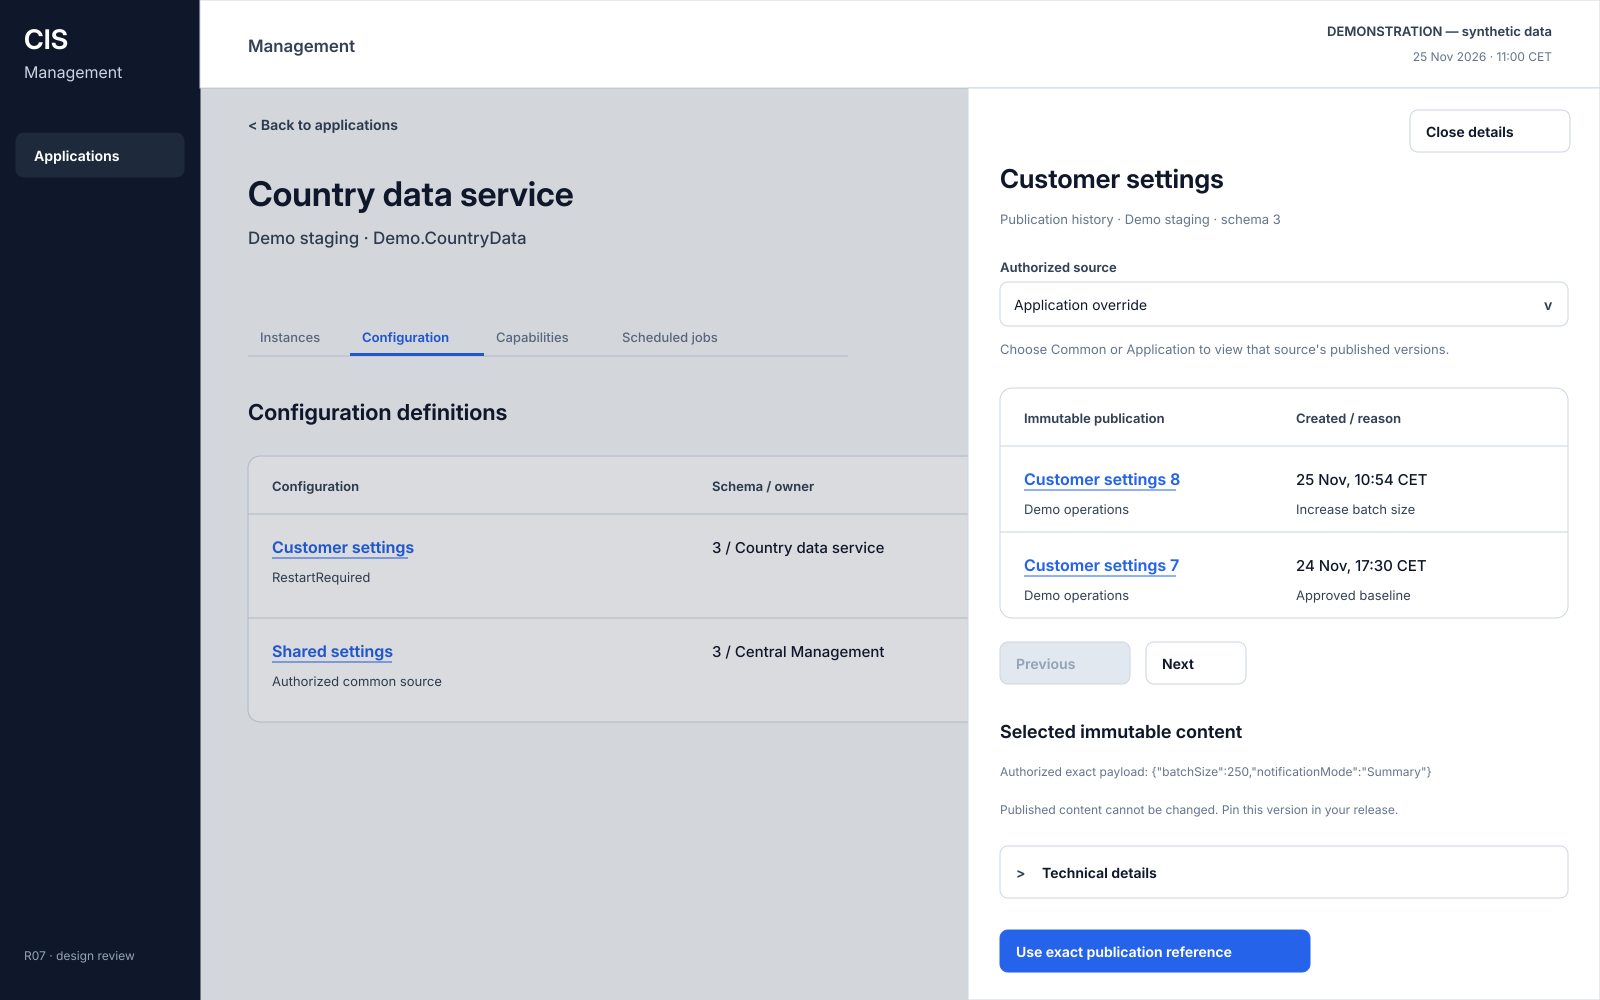 CIS
Management
Applications
R07 · design review
Management
DEMONSTRATION — synthetic data
25 Nov 2026 · 11:00 CET
< Back to applications
Country data service
Demo staging · Demo.CountryData
Instances Configuration Capabilities Scheduled jobs
Configuration definitions
Configuration Schema / owner
Customer settings 3 / Country data service
RestartRequired
Shared settings 3 / Central Management
Authorized common source
Close details
Customer settings
Publication history · Demo staging · schema 3
Authorized source
Application override v
Choose Common or Application to view that source's published versions.
Immutable publication Created / reason
Customer settings 8 25 Nov, 10:54 CET
Demo operations Increase batch size
Customer settings 7 24 Nov, 17:30 CET
Demo operations Approved baseline
Previous Next
Selected immutable content
Authorized exact payload: {"batchSize":250,"notificationMode":"Summary"}
Published content cannot be changed. Pin this version in your release.
> Technical details
Use exact publication reference